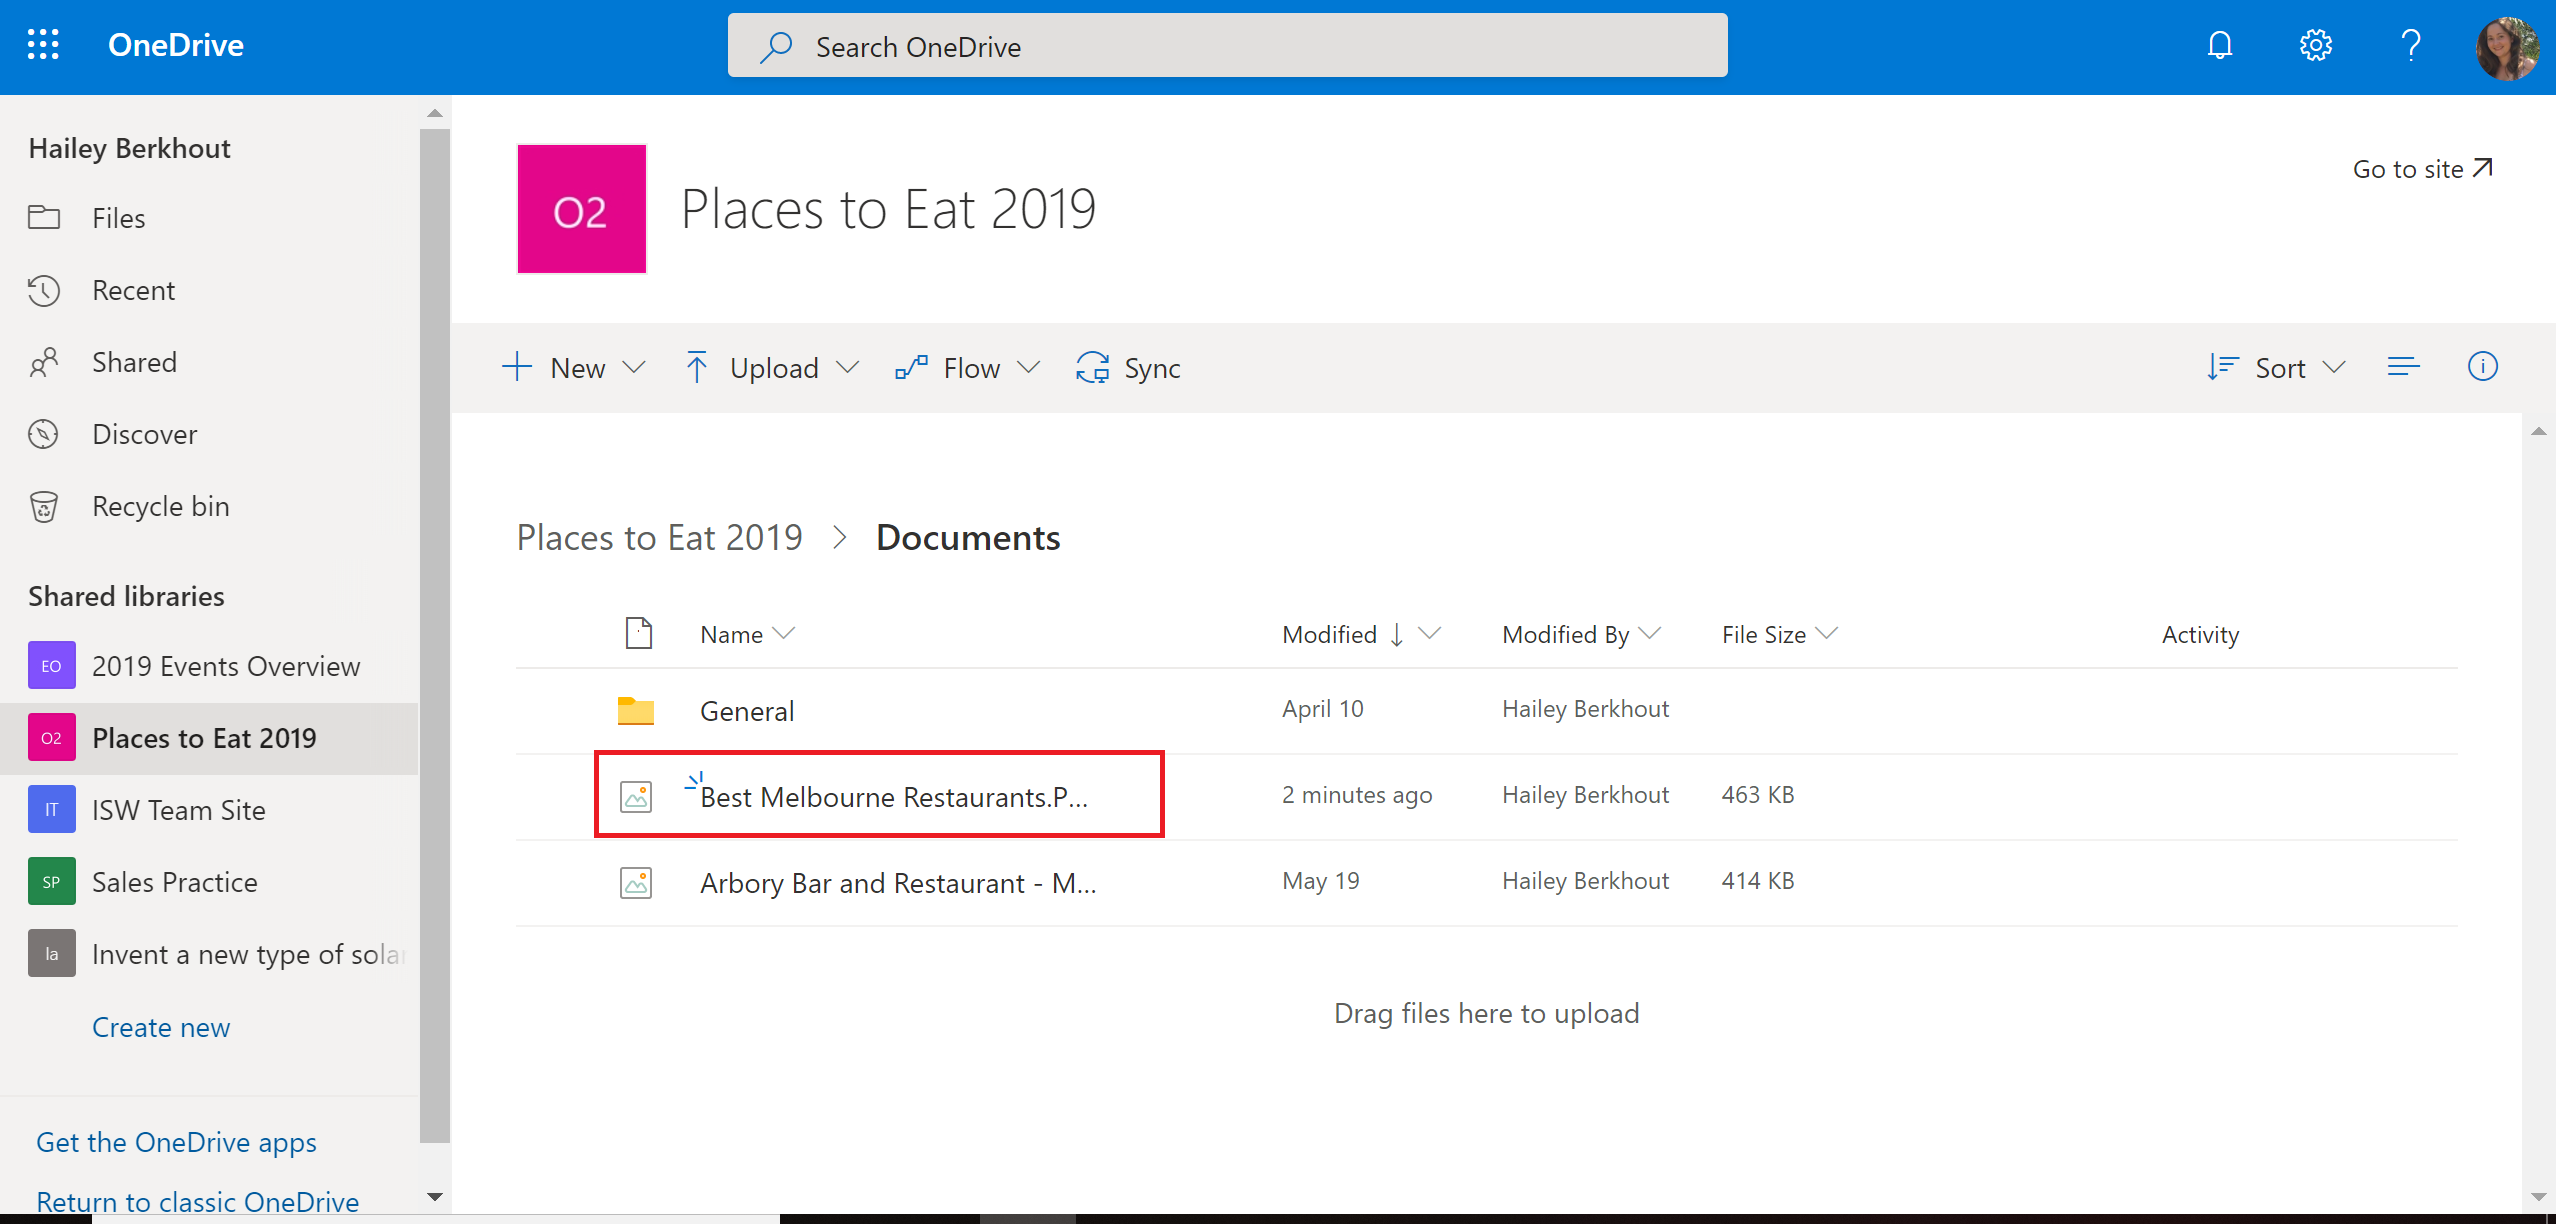 OneDrive
Search OneDrive
Hailey Berkhout
Files
Recent
Shared
Discover
Recycle bin
Shared libraries
EO 2019 Events Overview
O2 Places to Eat 2019
IT ISW Team Site
SP Sales Practice
Ia Invent a new type of solar
Create new
Get the OneDrive apps
Return to classic OneDrive
O2 Places to Eat 2019
Go to site
New Upload Flow Sync Sort
Places to Eat 2019 > Documents
Name Modified Modified By File Size Activity
General April 10 Hailey Berkhout
Best Melbourne Restaurants.P... 2 minutes ago Hailey Berkhout 463 KB
Arbory Bar and Restaurant - M... May 19 Hailey Berkhout 414 KB
Drag files here to upload